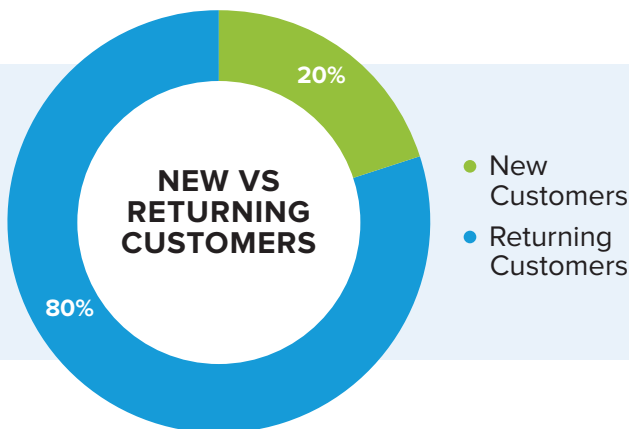 20%
NEW VS
RETURNING
CUSTOMERS
80%
New
Customers
Returning
Customers